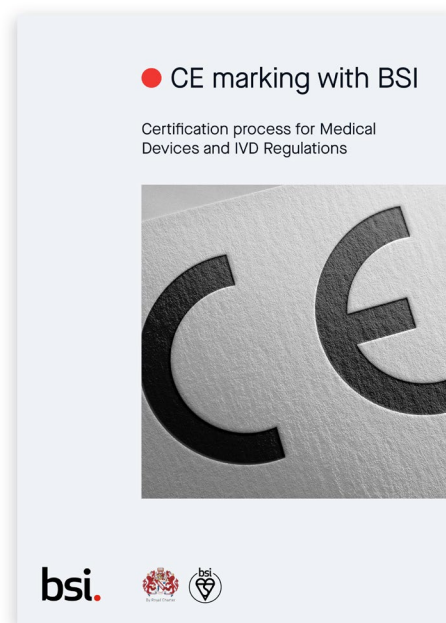 CE marking with BSI
Certification process for Medical
Devices and IVD Regulations
CE
bsi.
By Royal Charter
bsi.